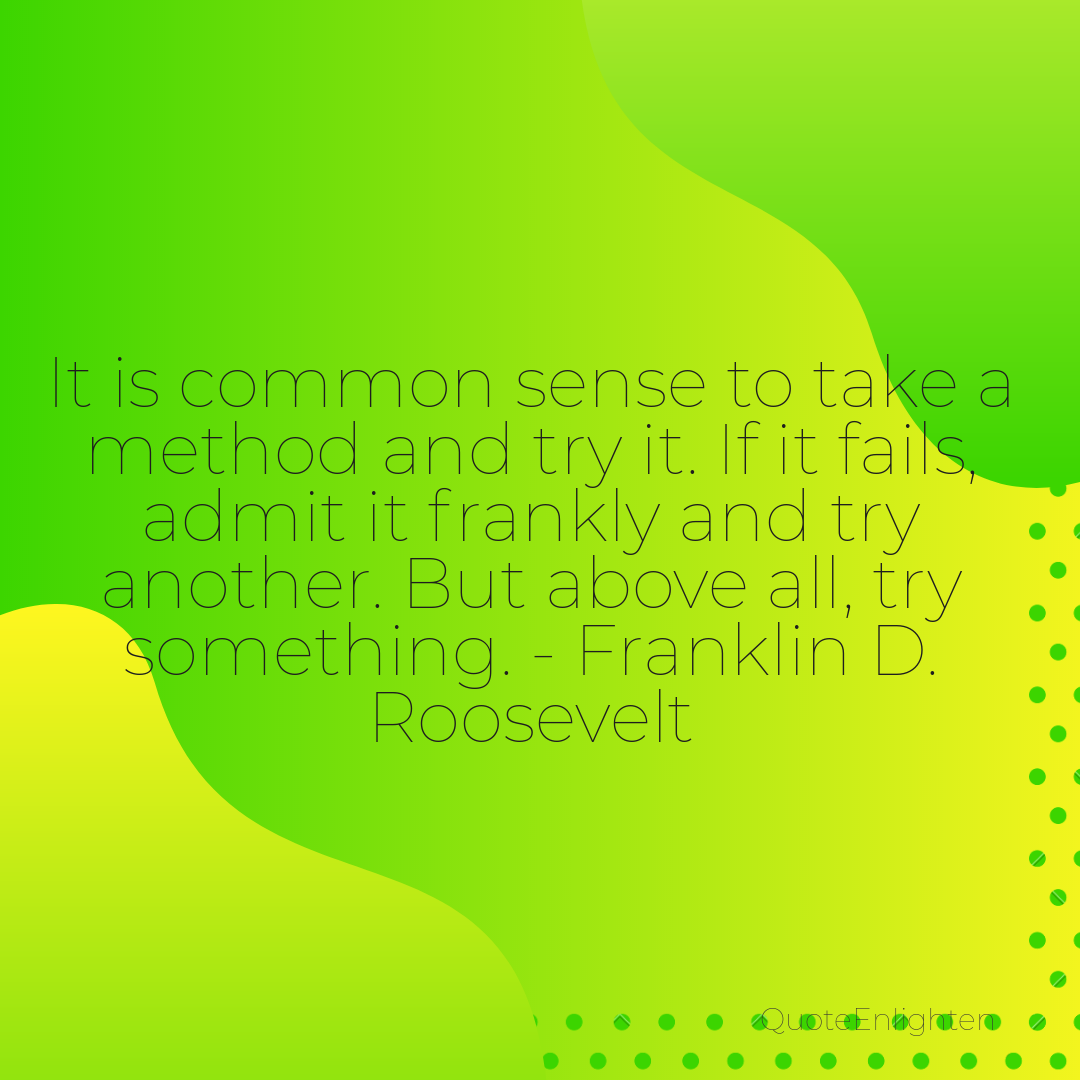 It is common sense to take a
method and try it. If it fails,
admit it frankly and try
another. But above all, try
something. - Franklin D.
Roosevelt
QuoteEnlighten